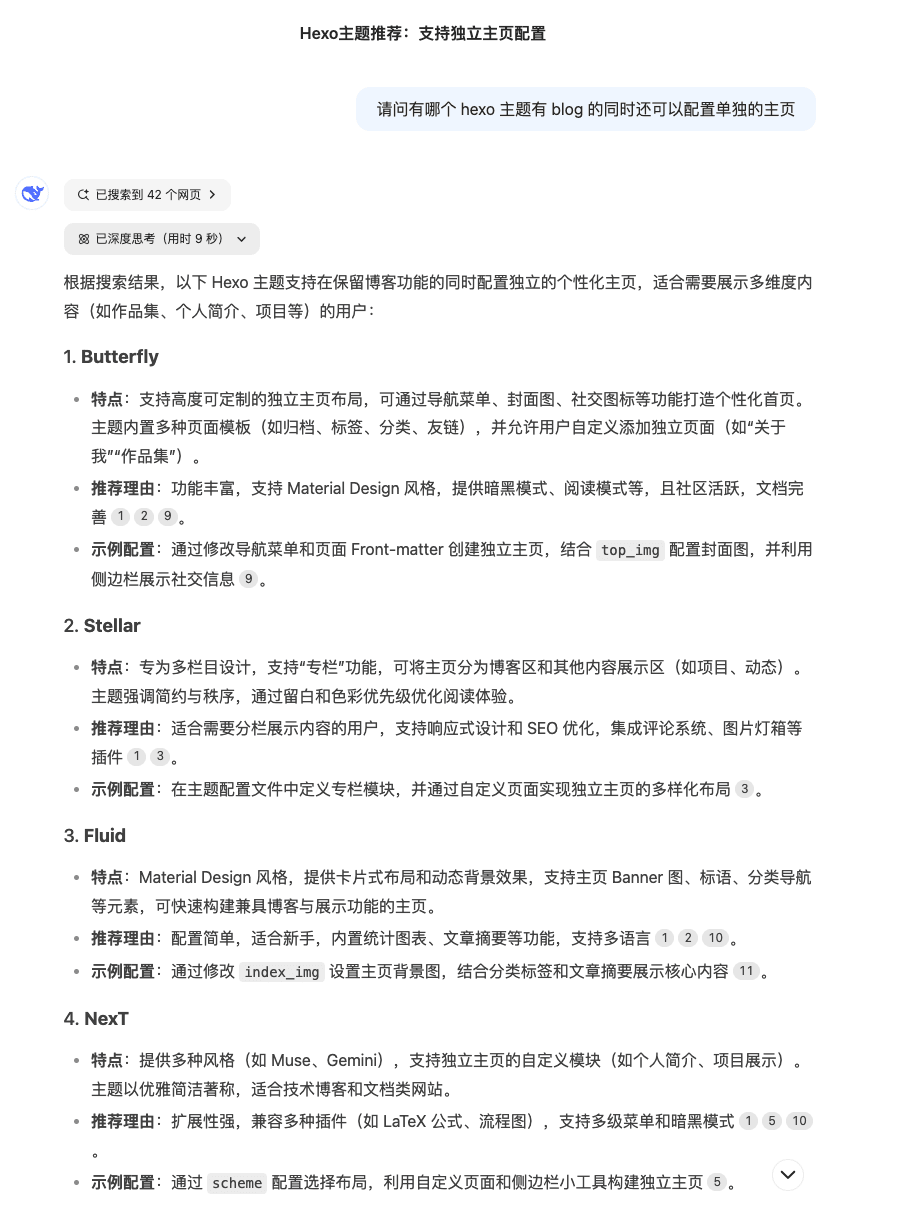 Hexo主题推荐：支持独立主页配置
请问有哪个 hexo 主题有 blog 的同时还可以配置单独的主页
已搜索到 42 个网页
已深度思考（用时 9 秒）
根据搜索结果，以下 Hexo 主题支持在保留博客功能的同时配置独立的个性化主页，适合需要展示多维度内
容（如作品集、个人简介、项目等）的用户：
1. Butterfly
• 特点：支持高度可定制的独立主页布局，可通过导航菜单、封面图、社交图标等功能打造个性化首页。
主题内置多种页面模板（如归档、标签、分类、友链），并允许用户自定义添加独立页面（如“关于
我”“作品集”）。
• 推荐理由：功能丰富，支持 Material Design 风格，提供暗黑模式、阅读模式等，且社区活跃，文档完
善 1 2 9 。
• 示例配置：通过修改导航菜单和页面 Front-matter 创建独立主页，结合 top_img 配置封面图，并利用
侧边栏展示社交信息 9 。
2. Stellar
• 特点：专为多栏目设计，支持“专栏”功能，可将主页分为博客区和其他内容展示区（如项目、动态）。
主题强调简约与秩序，通过留白和色彩优先级优化阅读体验。
• 推荐理由：适合需要分栏展示内容的用户，支持响应式设计和 SEO 优化，集成评论系统、图片灯箱等
插件 1 3 。
• 示例配置：在主题配置文件中定义专栏模块，并通过自定义页面实现独立主页的多样化布局 3 。
3. Fluid
• 特点：Material Design 风格，提供卡片式布局和动态背景效果，支持主页 Banner 图、标语、分类导航
等元素，可快速构建兼具博客与展示功能的主页。
• 推荐理由：配置简单，适合新手，内置统计图表、文章摘要等功能，支持多语言 1 2 10 。
• 示例配置：通过修改 index_img 设置主页背景图，结合分类标签和文章摘要展示核心内容 11 。
4. NexT
• 特点：提供多种风格（如 Muse、Gemini），支持独立主页的自定义模块（如个人简介、项目展示）。
主题以优雅简洁著称，适合技术博客和文档类网站。
• 推荐理由：扩展性强，兼容多种插件（如 LaTeX 公式、流程图），支持多级菜单和暗黑模式 1 5 10
。
• 示例配置：通过 scheme 配置选择布局，利用自定义页面和侧边栏小工具构建独立主页 5 。